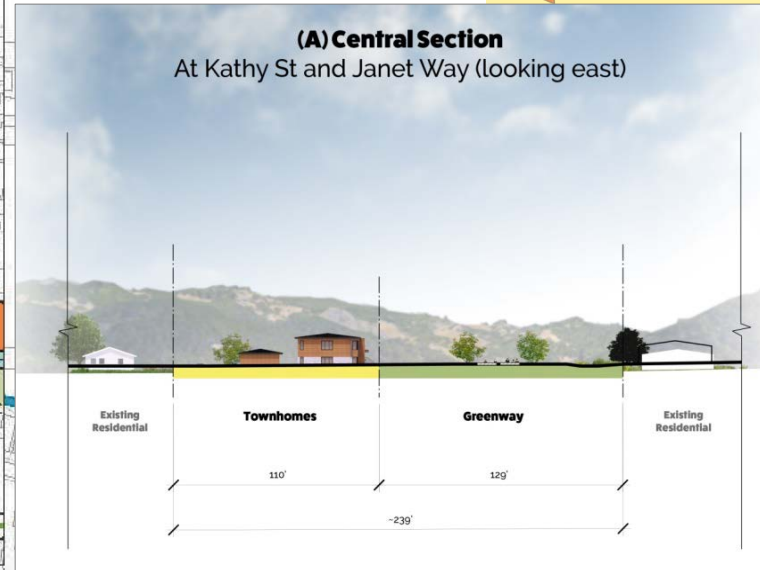 (A) Central Section
At Kathy St and Janet Way (looking east)
Existing
Residential
Townhomes
Greenway
Existing
Residential
110'
129'
~239'